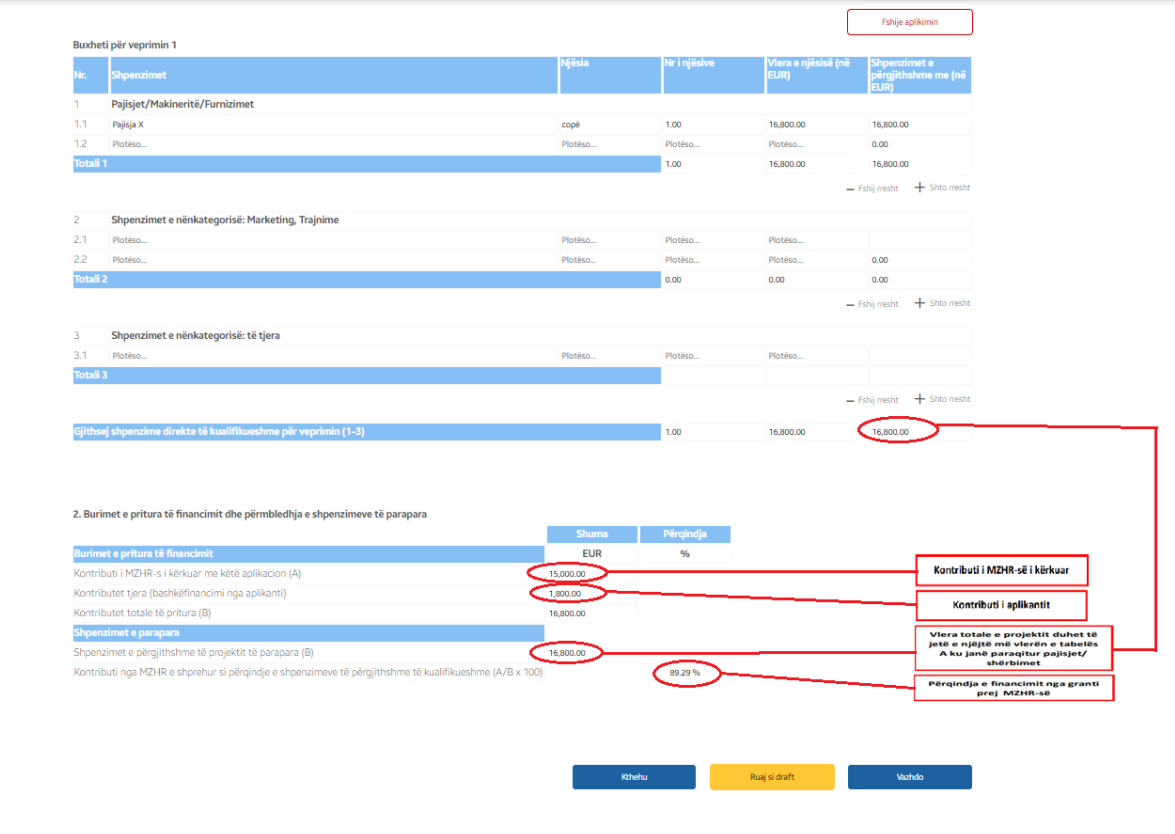 Fshije aplikimin
Buxheti për veprimin 1
Nr. Shpenzimet Njësia Nr i njësive Vlera e njësisë (në EUR) Shpenzimet e përgjithshme me (në EUR)
1 Pajisjet/Makineritë/Furnizimet
1.1 Pajisja X copë 1.00 16,800.00 16,800.00
1.2 Plotëso... Plotëso... Plotëso... Plotëso... 0.00
Totali 1 1.00 16,800.00 16,800.00
− Fshij rresht + Shto rresht
2 Shpenzimet e nënkategorisë: Marketing, Trajnime
2.1 Plotëso... Plotëso... Plotëso... Plotëso...
2.2 Plotëso... Plotëso... Plotëso... Plotëso... 0.00
Totali 2 0.00 0.00 0.00
− Fshij rresht + Shto rresht
3 Shpenzimet e nënkategorisë: të tjera
3.1 Plotëso... Plotëso... Plotëso... Plotëso...
Totali 3
− Fshij rresht + Shto rresht
Gjithsej shpenzime direkte të kualifikueshme për veprimin (1-3) 1.00 16,800.00 16,800.00
2. Burimet e pritura të financimit dhe përmbledhja e shpenzimeve të parapara
Shuma Përqindja
Burimet e pritura të financimit EUR %
Kontributi i MZHR-s i kërkuar me këtë aplikacion (A) 15,000.00
Kontributet tjera (bashkëfinancimi nga aplikanti) 1,800.00
Kontributet totale të pritura (B) 16,800.00
Shpenzimet e parapara
Shpenzimet e përgjithshme të projektit të parapara (B) 16,800.00
Kontributi nga MZHR e shprehur si përqindje e shpenzimeve të përgjithshme të kualifikueshme (A/B x 100) 89.29 %
Kontributi i MZHR-së i kërkuar
Kontributi i aplikantit
Vlera totale e projektit duhet të
jetë e njëjtë më vlerën e tabelës
A ku janë paraqitur pajisjet/
shërbimet
Përqindja e financimit nga granti
prej MZHR-së
Kthehu
Ruaj si draft
Vazhdo